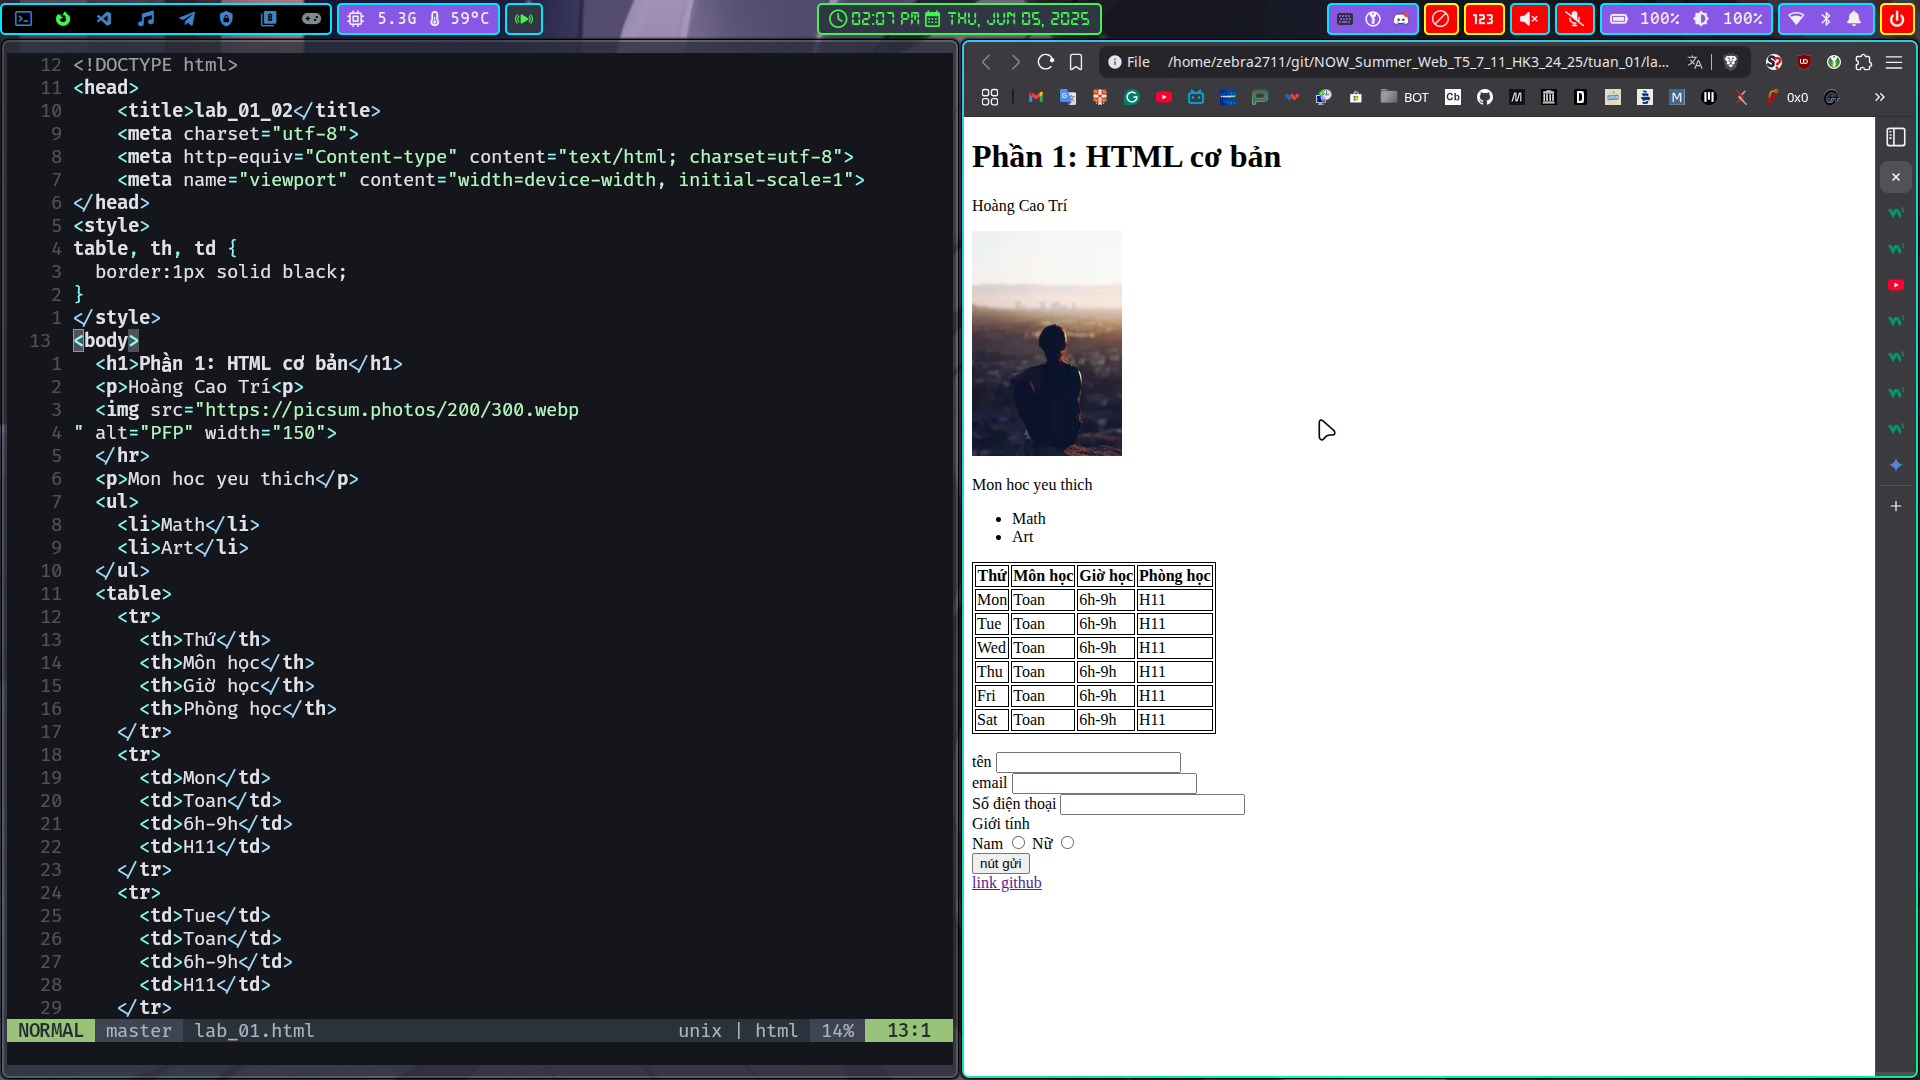 5.3G 59°C
02:07 PM THU, JUN 05, 2025
123
100% 100%
12 <!DOCTYPE html>
11 <head>
10 <title>lab_01_02</title>
9 <meta charset="utf-8">
8 <meta http-equiv="Content-type" content="text/html; charset=utf-8">
7 <meta name="viewport" content="width=device-width, initial-scale=1">
6 </head>
5 <style>
4 table, th, td {
3 border:1px solid black;
2 }
1 </style>
13 <body>
1 <h1>Phần 1: HTML cơ bản</h1>
2 <p>Hoàng Cao Trí<p>
3 <img src="https://picsum.photos/200/300.webp
4 " alt="PFP" width="150">
5 </hr>
6 <p>Mon hoc yeu thich</p>
7 <ul>
8 <li>Math</li>
9 <li>Art</li>
10 </ul>
11 <table>
12 <tr>
13 <th>Thứ</th>
14 <th>Môn học</th>
15 <th>Giờ học</th>
16 <th>Phòng học</th>
17 </tr>
18 <tr>
19 <td>Mon</td>
20 <td>Toan</td>
21 <td>6h-9h</td>
22 <td>H11</td>
23 </tr>
24 <tr>
25 <td>Tue</td>
26 <td>Toan</td>
27 <td>6h-9h</td>
28 <td>H11</td>
29 </tr>
NORMAL master lab_01.html unix | html 14% 13:1
File /home/zebra2711/git/NOW_Summer_Web_T5_7_11_HK3_24_25/tuan_01/la...
BOT Cb 0x0 »
Phần 1: HTML cơ bản
Hoàng Cao Trí
Mon hoc yeu thich
• Math
• Art
Thứ Môn học Giờ học Phòng học
Mon Toan 6h-9h H11
Tue Toan 6h-9h H11
Wed Toan 6h-9h H11
Thu Toan 6h-9h H11
Fri Toan 6h-9h H11
Sat Toan 6h-9h H11
tên
email
Số điện thoại
Giới tính
Nam Nữ
nút gửi
link github